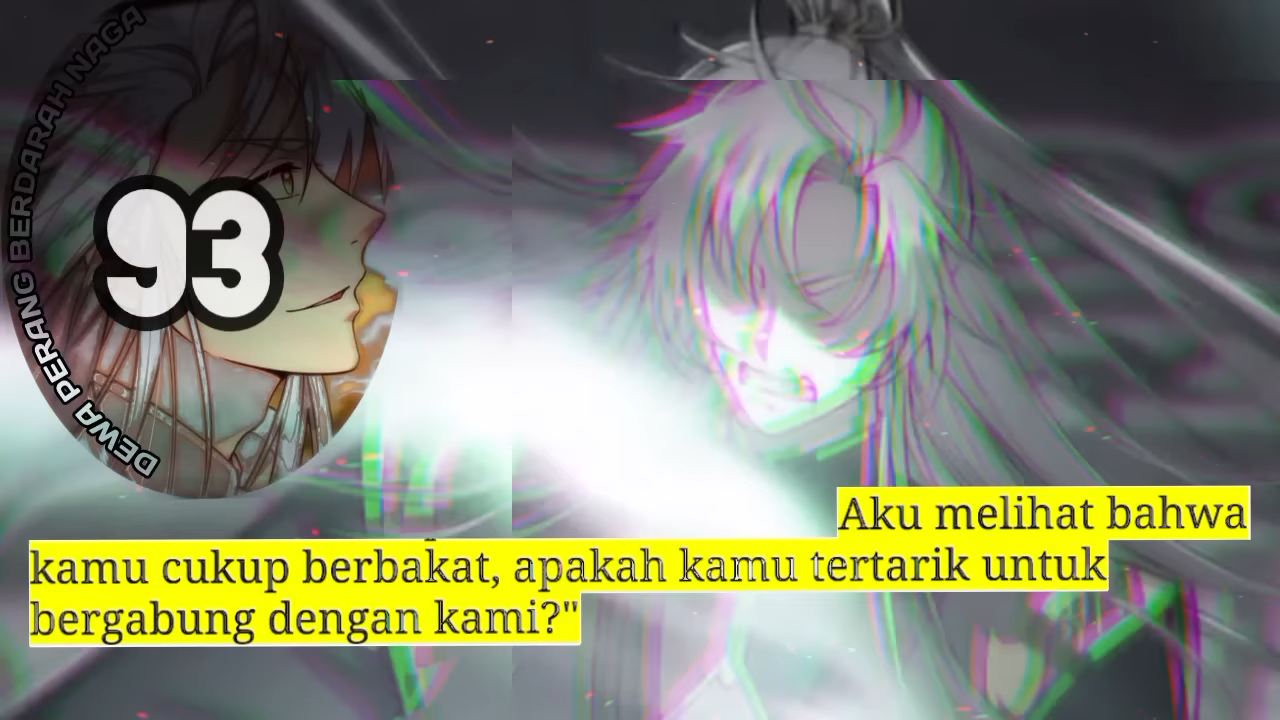 DEWA PERANG BERDARAH NAGA
93
Aku melihat bahwa
kamu cukup berbakat, apakah kamu tertarik untuk
bergabung dengan kami?"